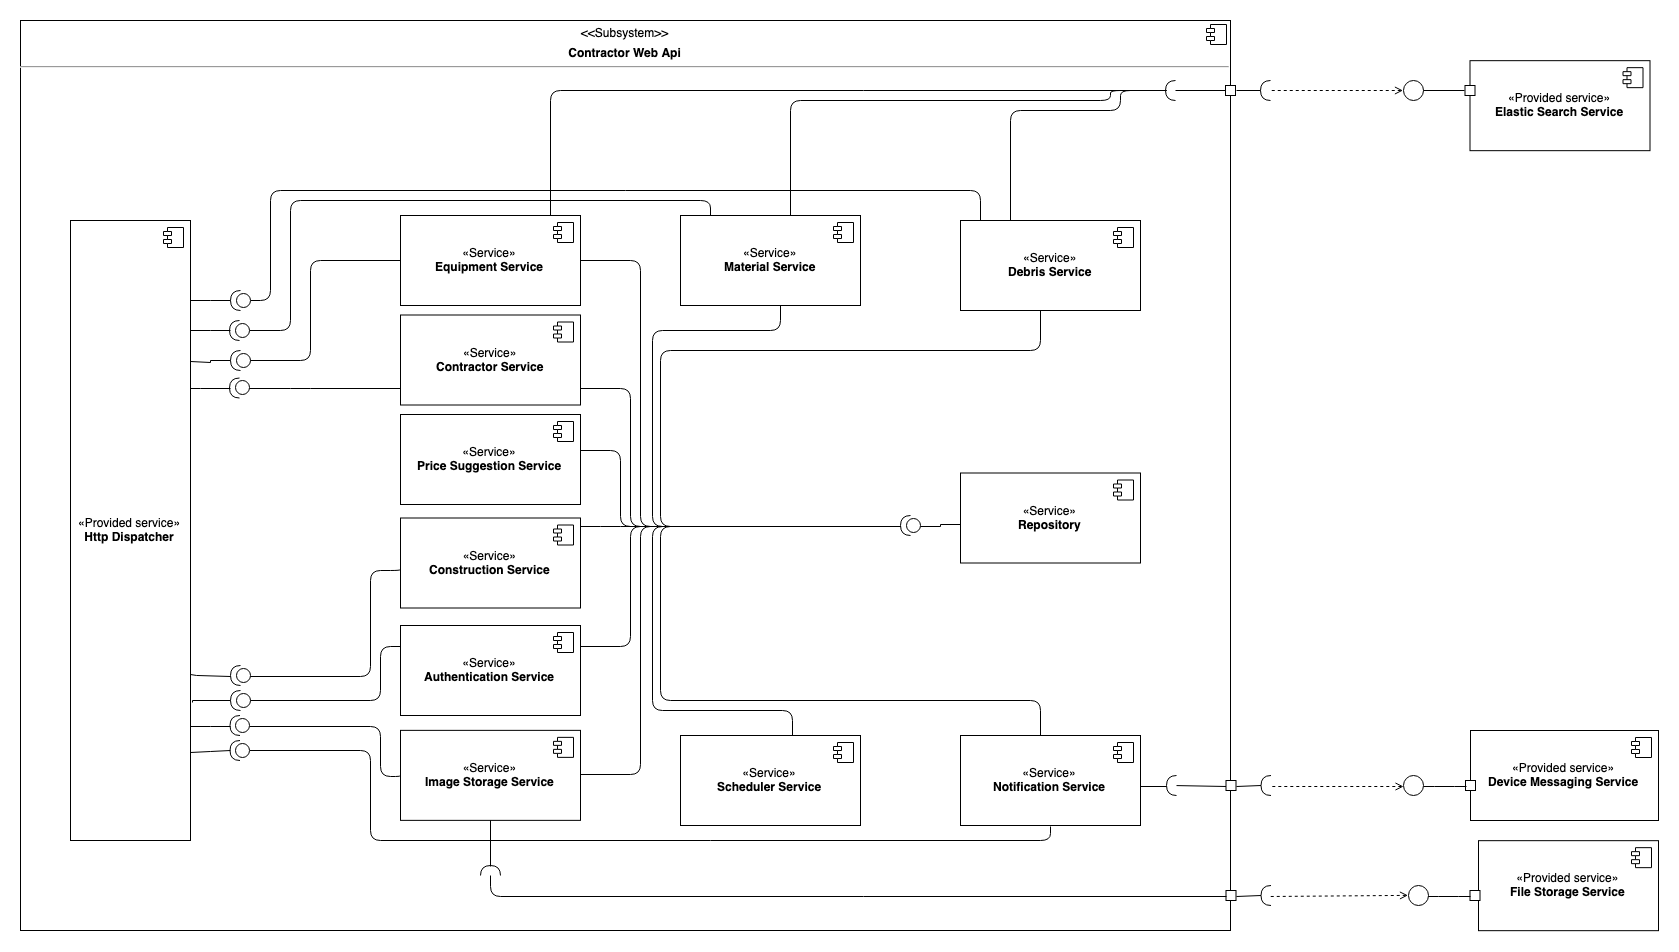 <<Subsystem>>
Contractor Web Api
«Provided service»
Elastic Search Service
«Service»
Equipment Service
«Service»
Material Service
«Service»
Debris Service
«Service»
Contractor Service
«Service»
Price Suggestion Service
«Provided service»
Http Dispatcher
«Service»
Repository
«Service»
Construction Service
«Service»
Authentication Service
«Service»
Image Storage Service
«Service»
Scheduler Service
«Service»
Notification Service
«Provided service»
Device Messaging Service
«Provided service»
File Storage Service